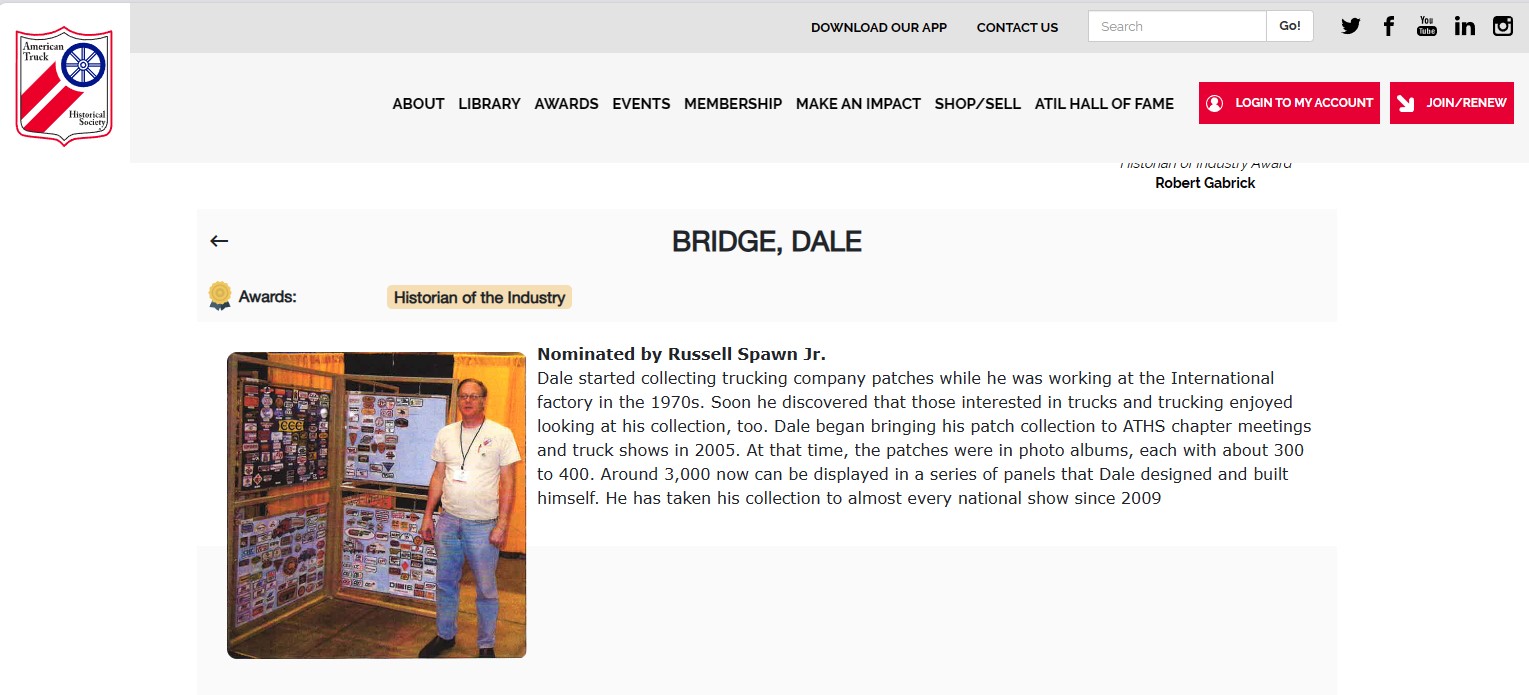 American
Truck
Historical
Society
DOWNLOAD OUR APP
CONTACT US
Search
Go!
You
Tube
in
ABOUT LIBRARY AWARDS EVENTS MEMBERSHIP MAKE AN IMPACT SHOP/SELL ATIL HALL OF FAME
LOGIN TO MY ACCOUNT
JOIN/RENEW
Historian of Industry Award
Robert Gabrick
BRIDGE, DALE
Awards:
Historian of the Industry
Nominated by Russell Spawn Jr.
Dale started collecting trucking company patches while he was working at the International
factory in the 1970s. Soon he discovered that those interested in trucks and trucking enjoyed
looking at his collection, too. Dale began bringing his patch collection to ATHS chapter meetings
and truck shows in 2005. At that time, the patches were in photo albums, each with about 300
to 400. Around 3,000 now can be displayed in a series of panels that Dale designed and built
himself. He has taken his collection to almost every national show since 2009